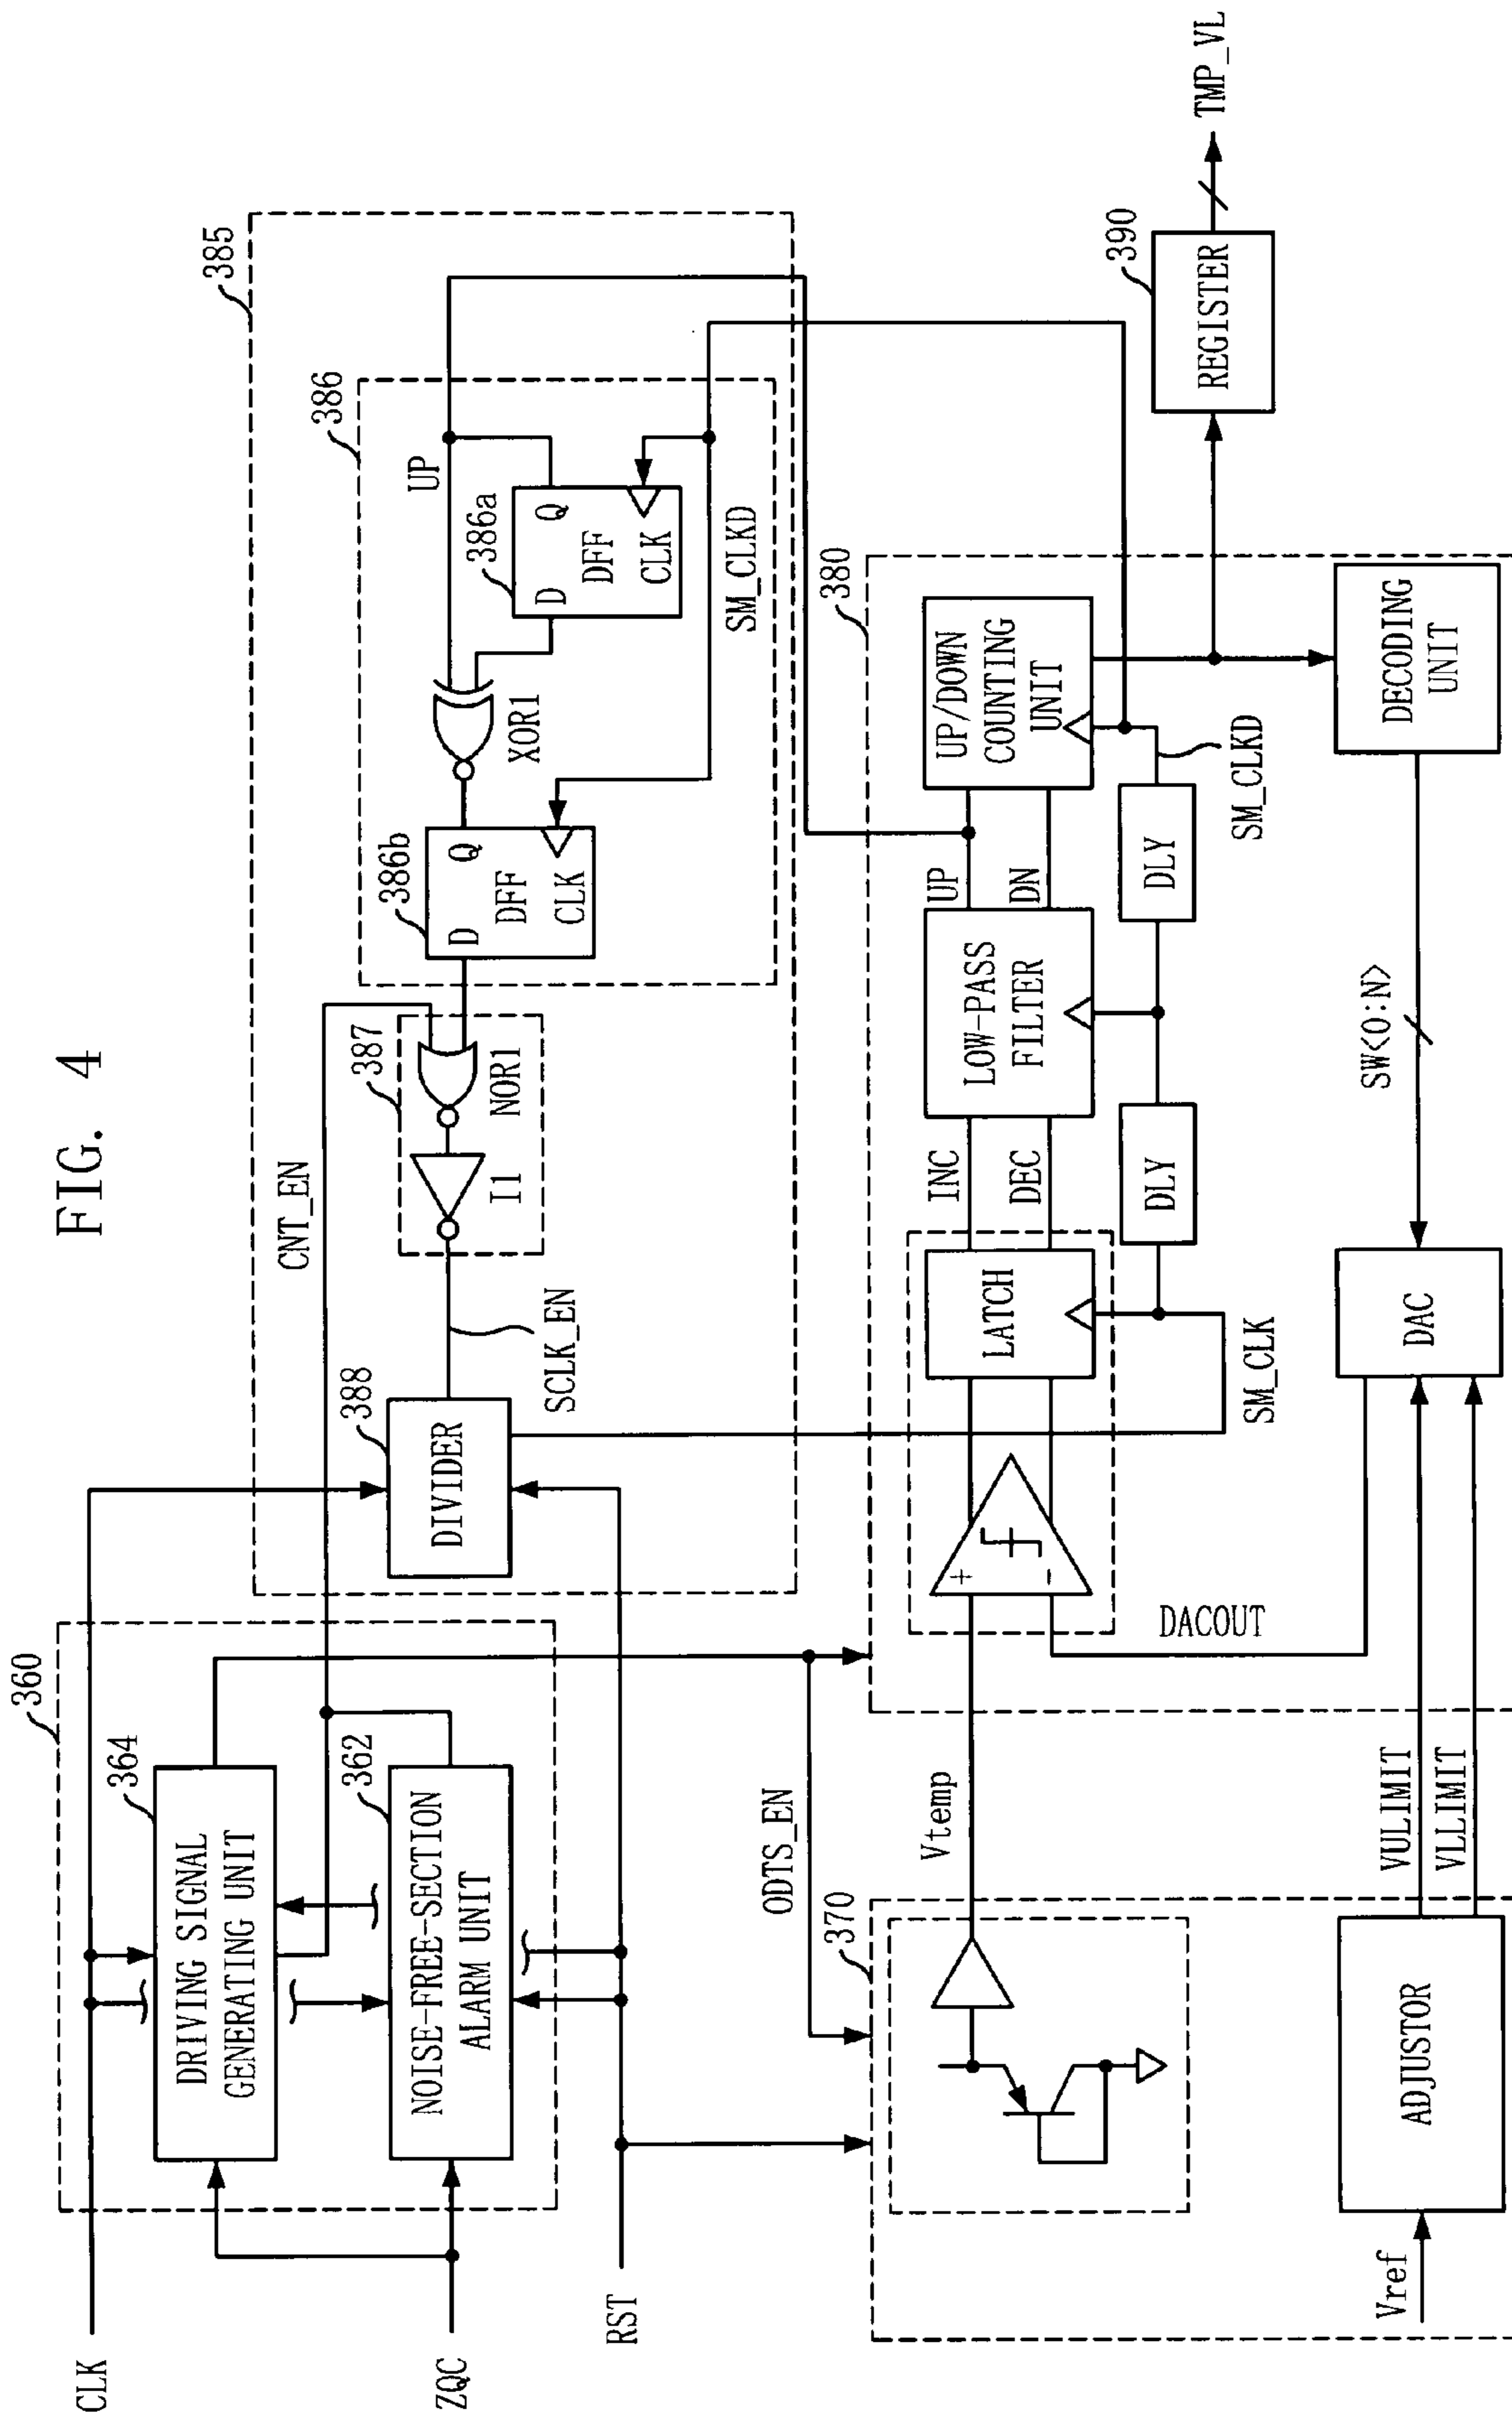 FIG. 4
CLK
ZQC
RST
360
364
DRIVING SIGNAL
GENERATING UNIT
362
NOISE-FREE-SECTION
ALARM UNIT
CNT_EN
385
388
DIVIDER
SCLK_EN
387
I1
NOR1
386
386b
D
Q
DFF
CLK
XOR1
UP
386a
D
Q
DFF
CLK
SM_CLKD
ODTS_EN
370
Vtemp
Vref
ADJUSTOR
VULIMIT
VLLIMIT
380
+
-
DACOUT
LATCH
SM_CLK
INC
DEC
DLY
LOW-PASS
FILTER
UP
DN
DLY
SM_CLKD
UP/DOWN
COUNTING
UNIT
DAC
SW<0:N>
DECODING
UNIT
390
REGISTER
TMP_VL